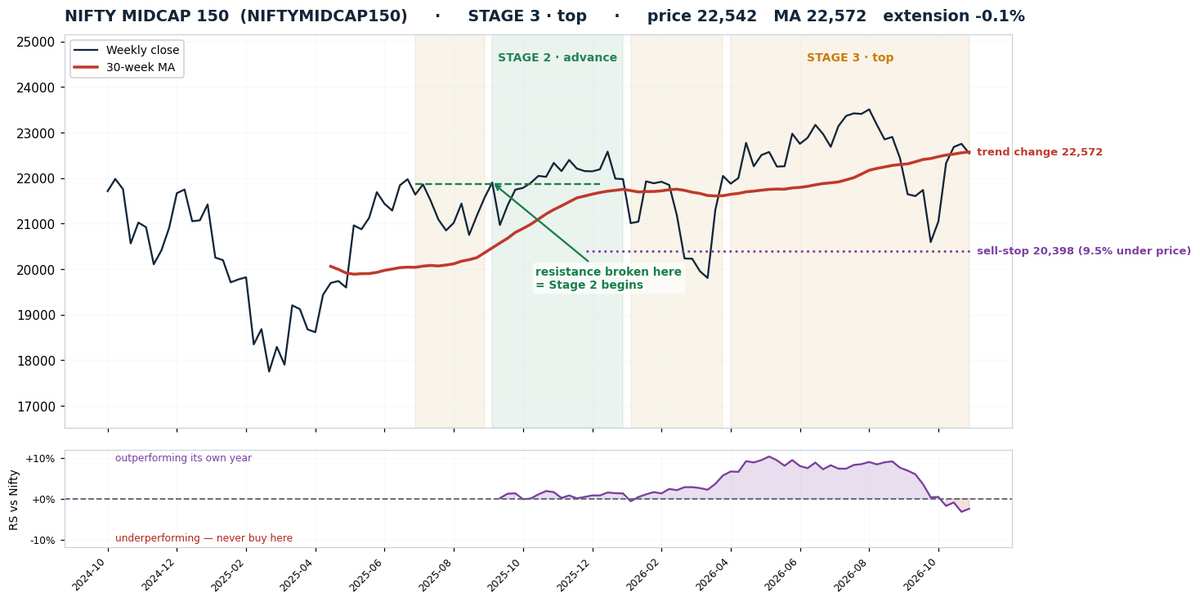 NIFTY MIDCAP 150 (NIFTYMIDCAP150) · STAGE 3 · top · price 22,542 MA 22,572 extension -0.1%
25000
24000
23000
22000
21000
20000
19000
18000
17000
Weekly close
30-week MA
STAGE 2 · advance
STAGE 3 · top
trend change 22,572
sell-stop 20,398 (9.5% under price)
resistance broken here
= Stage 2 begins
RS vs Nifty
+10%
+0%
-10%
outperforming its own year
underperforming — never buy here
2024-10
2024-12
2025-02
2025-04
2025-06
2025-08
2025-10
2025-12
2026-02
2026-04
2026-06
2026-08
2026-10